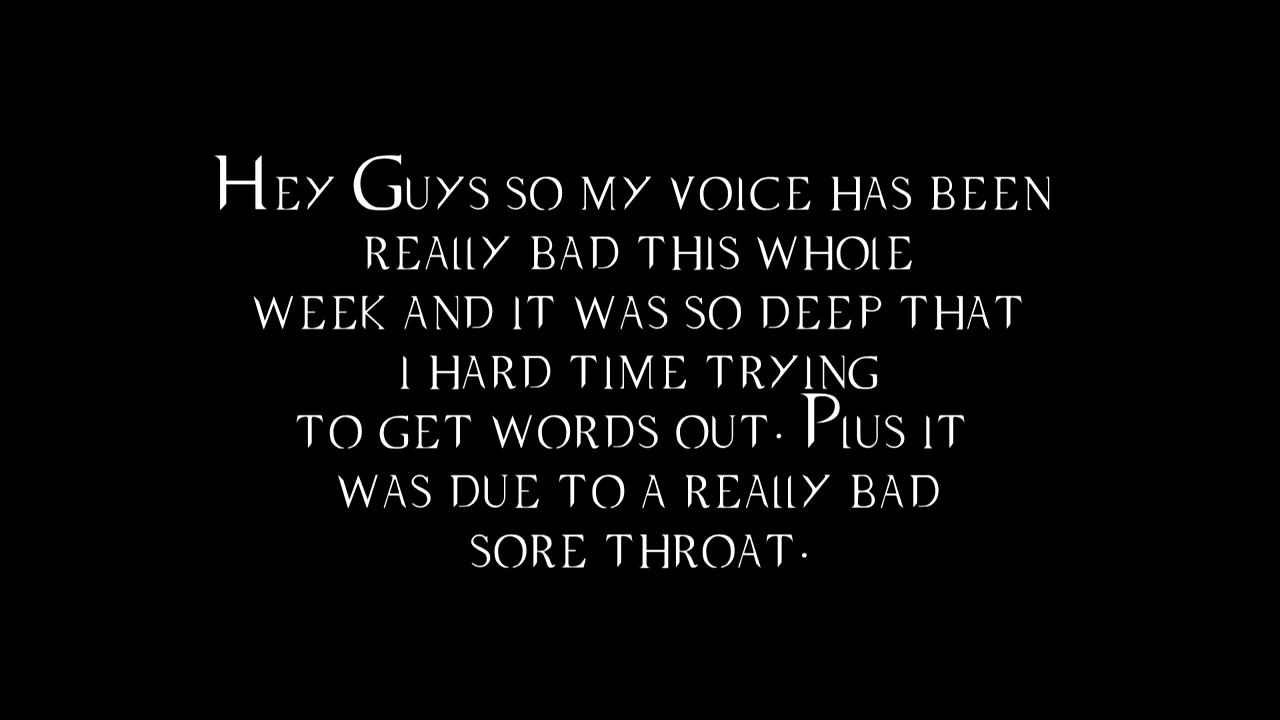 Hey Guys so my voice has been
really bad this whole
week and it was so deep that
i hard time trying
to get words out. Plus it
was due to a really bad
sore throat.